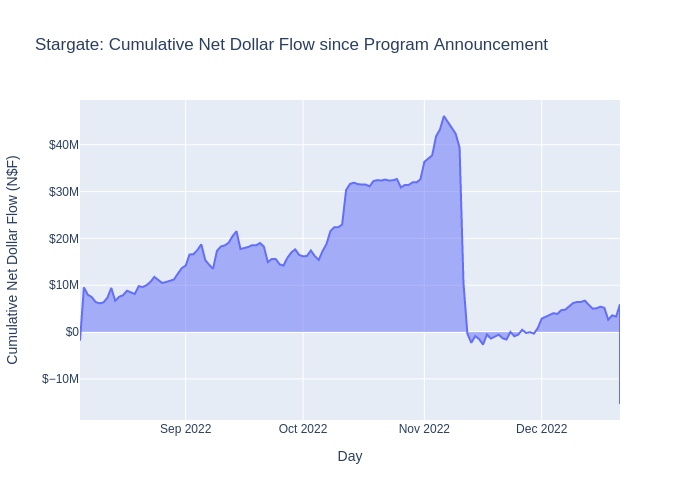 Stargate: Cumulative Net Dollar Flow since Program Announcement
Cumulative Net Dollar Flow (N$F)
$40M
$30M
$20M
$10M
$0
$−10M
Sep 2022
Oct 2022
Nov 2022
Dec 2022
Day